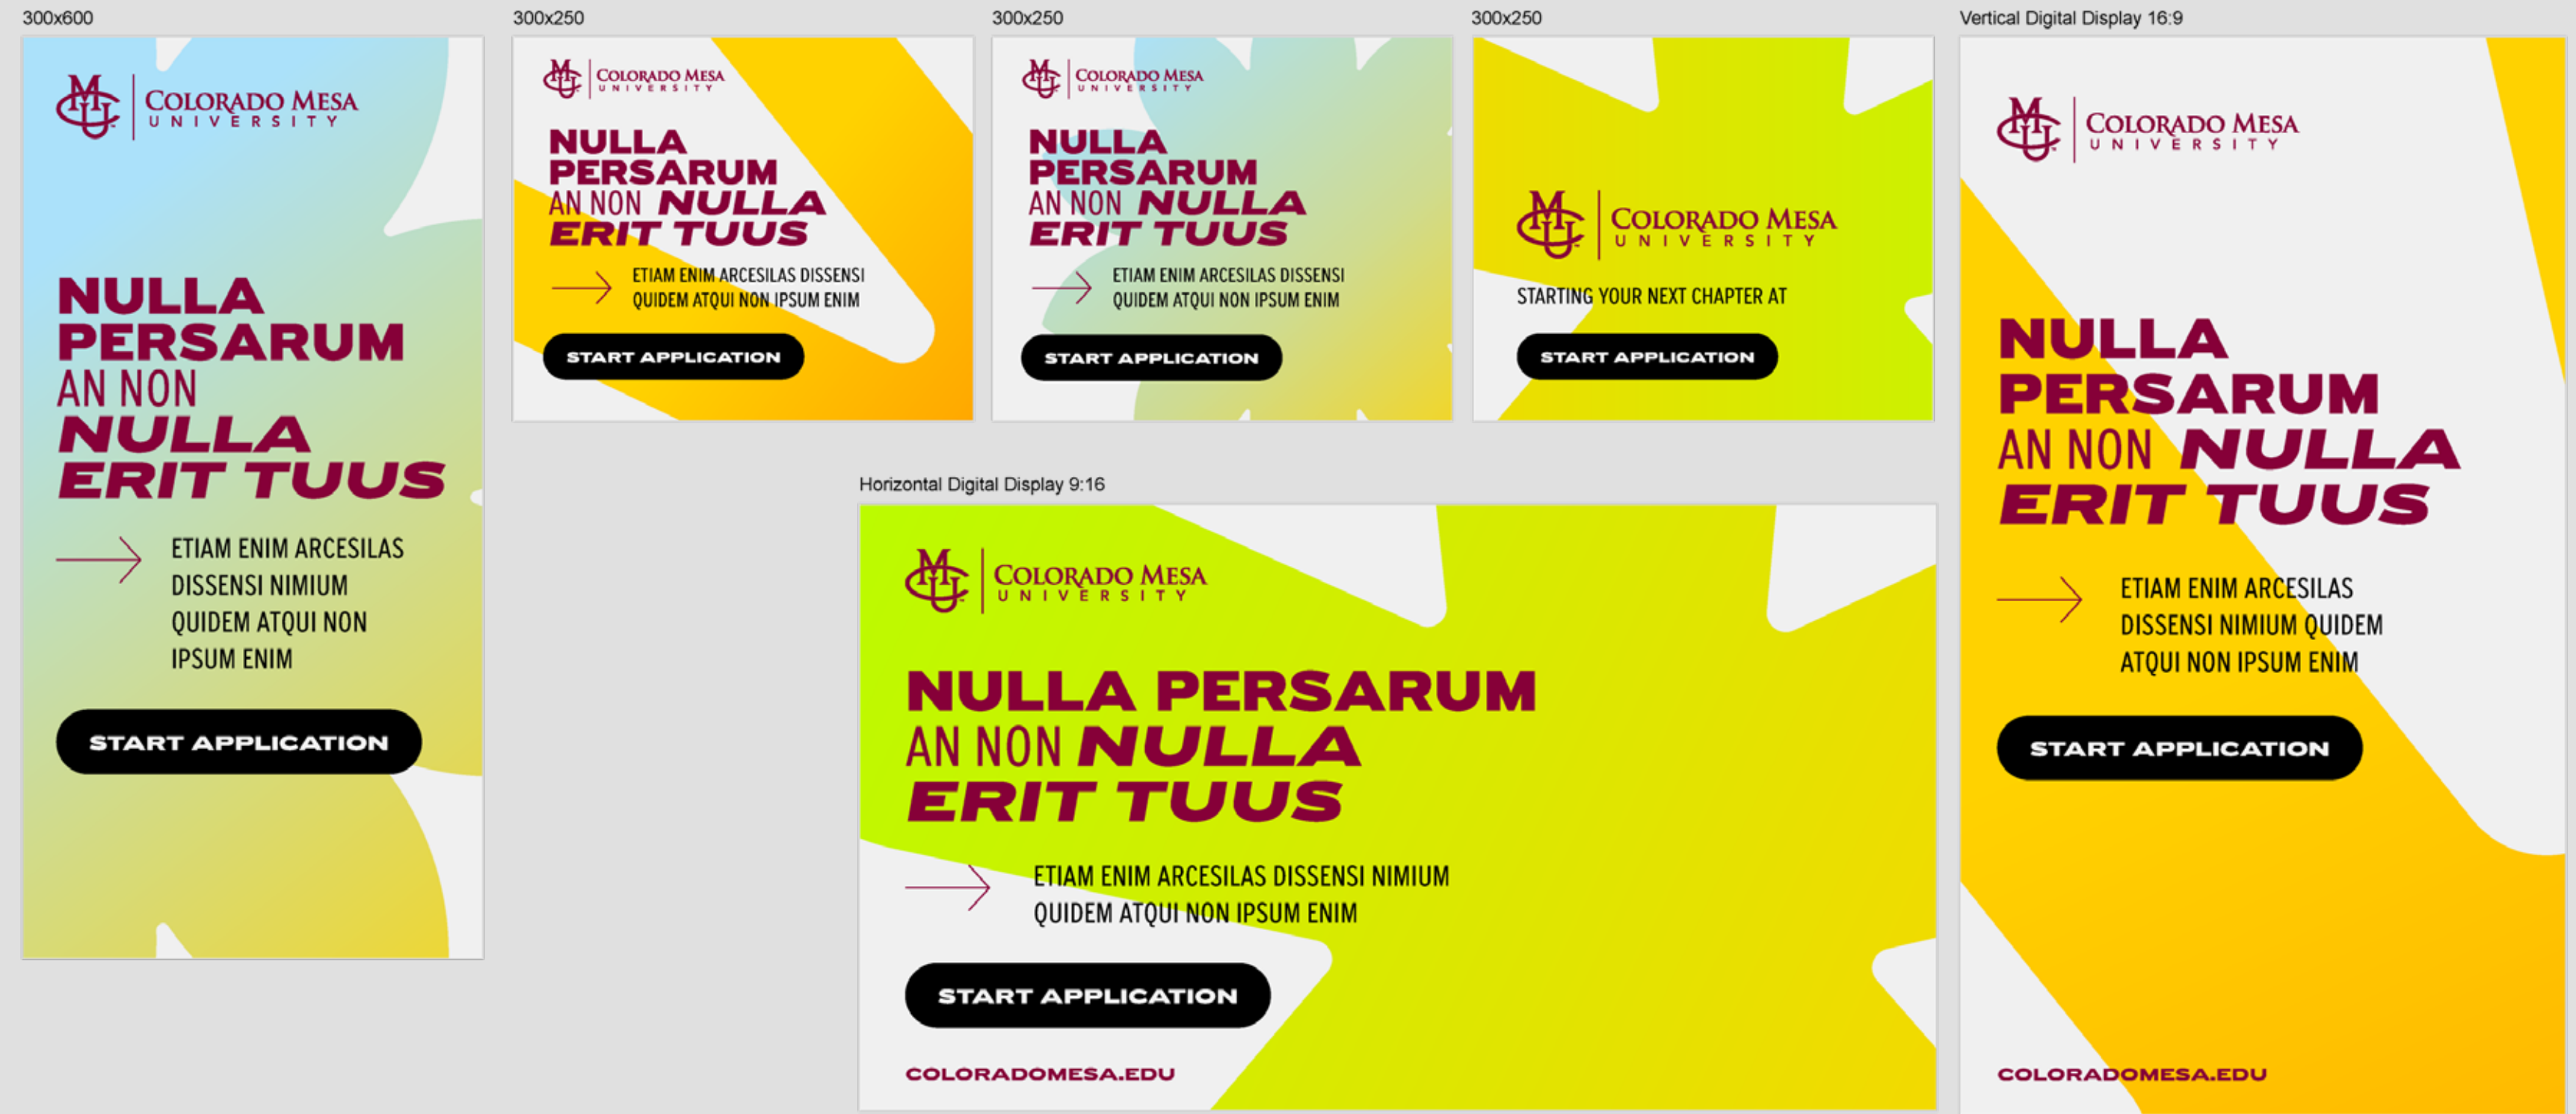 300x600
CMU
COLORADO MESA
UNIVERSITY
NULLA
PERSARUM
AN NON
NULLA
ERIT TUUS
ETIAM ENIM ARCESILAS
DISSENSI NIMIUM
QUIDEM ATQUI NON
IPSUM ENIM
START APPLICATION
300x250
CMU
COLORADO MESA
UNIVERSITY
NULLA
PERSARUM
AN NON NULLA
ERIT TUUS
ETIAM ENIM ARCESILAS DISSENSI
QUIDEM ATQUI NON IPSUM ENIM
START APPLICATION
300x250
CMU
COLORADO MESA
UNIVERSITY
NULLA
PERSARUM
AN NON NULLA
ERIT TUUS
ETIAM ENIM ARCESILAS DISSENSI
QUIDEM ATQUI NON IPSUM ENIM
START APPLICATION
300x250
CMU
COLORADO MESA
UNIVERSITY
STARTING YOUR NEXT CHAPTER AT
START APPLICATION
Horizontal Digital Display 9:16
CMU
COLORADO MESA
UNIVERSITY
NULLA PERSARUM
AN NON NULLA
ERIT TUUS
ETIAM ENIM ARCESILAS DISSENSI NIMIUM
QUIDEM ATQUI NON IPSUM ENIM
START APPLICATION
COLORADOMESA.EDU
Vertical Digital Display 16:9
CMU
COLORADO MESA
UNIVERSITY
NULLA
PERSARUM
AN NON NULLA
ERIT TUUS
ETIAM ENIM ARCESILAS
DISSENSI NIMIUM QUIDEM
ATQUI NON IPSUM ENIM
START APPLICATION
COLORADOMESA.EDU